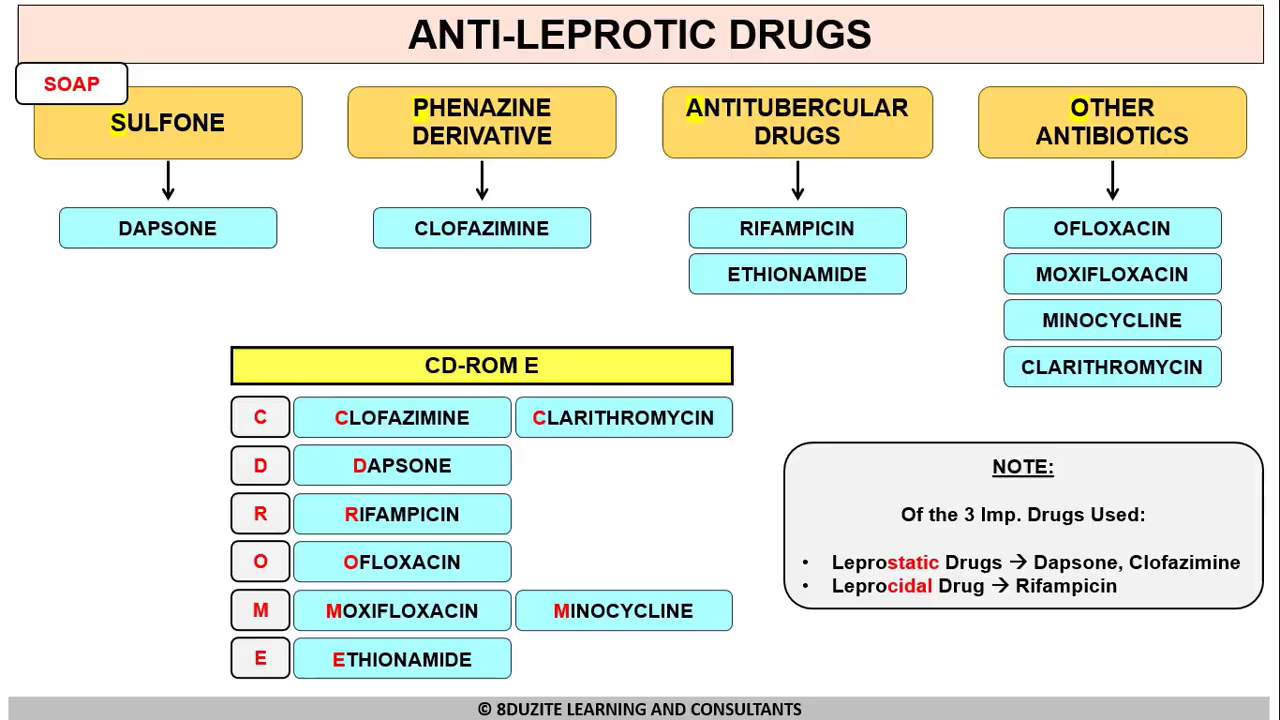 ANTI-LEPROTIC DRUGS
SOAP
SULFONE
DAPSONE
PHENAZINE
DERIVATIVE
CLOFAZIMINE
ANTITUBERCULAR
DRUGS
RIFAMPICIN
ETHIONAMIDE
OTHER
ANTIBIOTICS
OFLOXACIN
MOXIFLOXACIN
MINOCYCLINE
CLARITHROMYCIN
CD-ROM E
C CLOFAZIMINE CLARITHROMYCIN
D DAPSONE
R RIFAMPICIN
O OFLOXACIN
M MOXIFLOXACIN MINOCYCLINE
E ETHIONAMIDE
NOTE:
Of the 3 Imp. Drugs Used:
• Leprostatic Drugs → Dapsone, Clofazimine
• Leprocidal Drug → Rifampicin
© 8DUZITE LEARNING AND CONSULTANTS